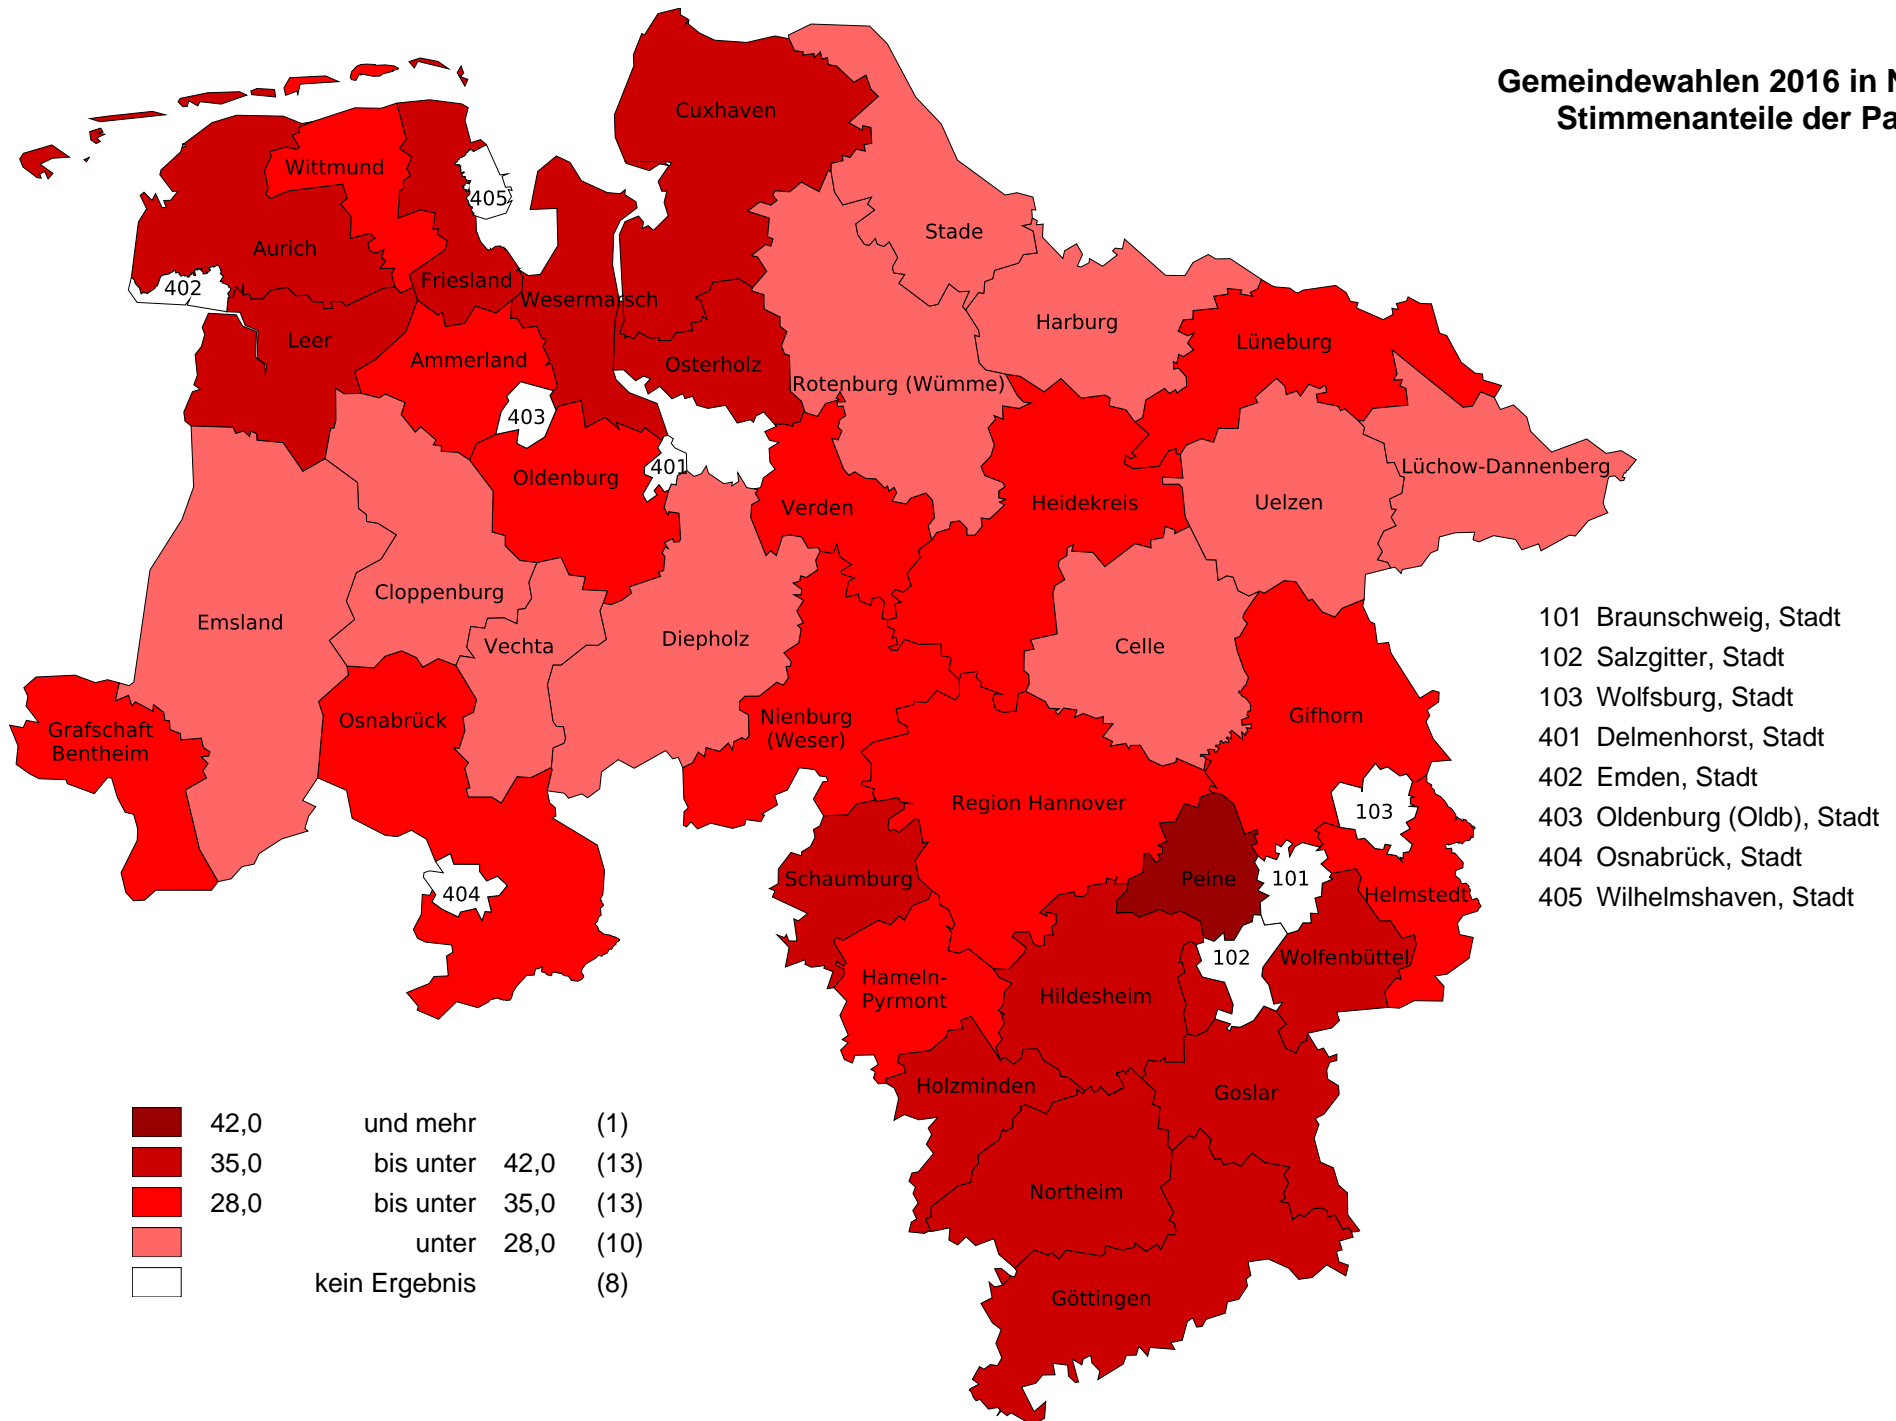 Gemeindewahlen 2016 in N
Stimmenanteile der Pa
Cuxhaven
Wittmund
405
Stade
Aurich
Friesland
402
Wesermarsch
Harburg
Leer
Lüneburg
Ammerland
Osterholz
Rotenburg (Wümme)
403
401
Lüchow-Dannenberg
Oldenburg
Verden
Heidekreis
Uelzen
Cloppenburg
Emsland
Diepholz
Vechta
Celle
Grafschaft
Bentheim
Osnabrück
Nienburg
(Weser)
Gifhorn
Region Hannover
103
Schaumburg
Peine
101
404
Helmstedt
102
Wolfenbüttel
Hameln-
Pyrmont
Hildesheim
Holzminden
Goslar
Northeim
Göttingen
101 Braunschweig, Stadt
102 Salzgitter, Stadt
103 Wolfsburg, Stadt
401 Delmenhorst, Stadt
402 Emden, Stadt
403 Oldenburg (Oldb), Stadt
404 Osnabrück, Stadt
405 Wilhelmshaven, Stadt
42,0 und mehr (1)
35,0 bis unter 42,0 (13)
28,0 bis unter 35,0 (13)
unter 28,0 (10)
kein Ergebnis (8)